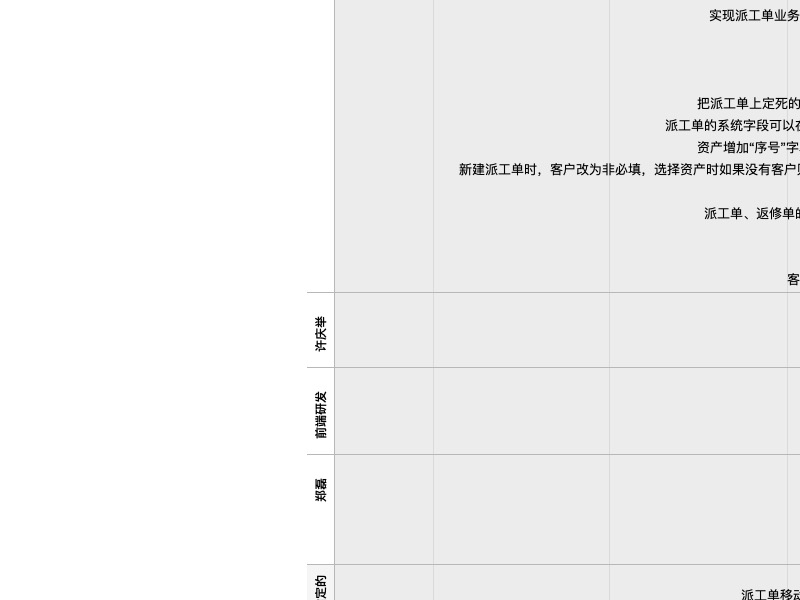 实现派工单业务
把派工单上定死的
派工单的系统字段可以在
资产增加“序号”字
新建派工单时，客户改为非必填，选择资产时如果没有客户
派工单、返修单的
客
许庆举
前端研发
郑磊
定的
派工单移动